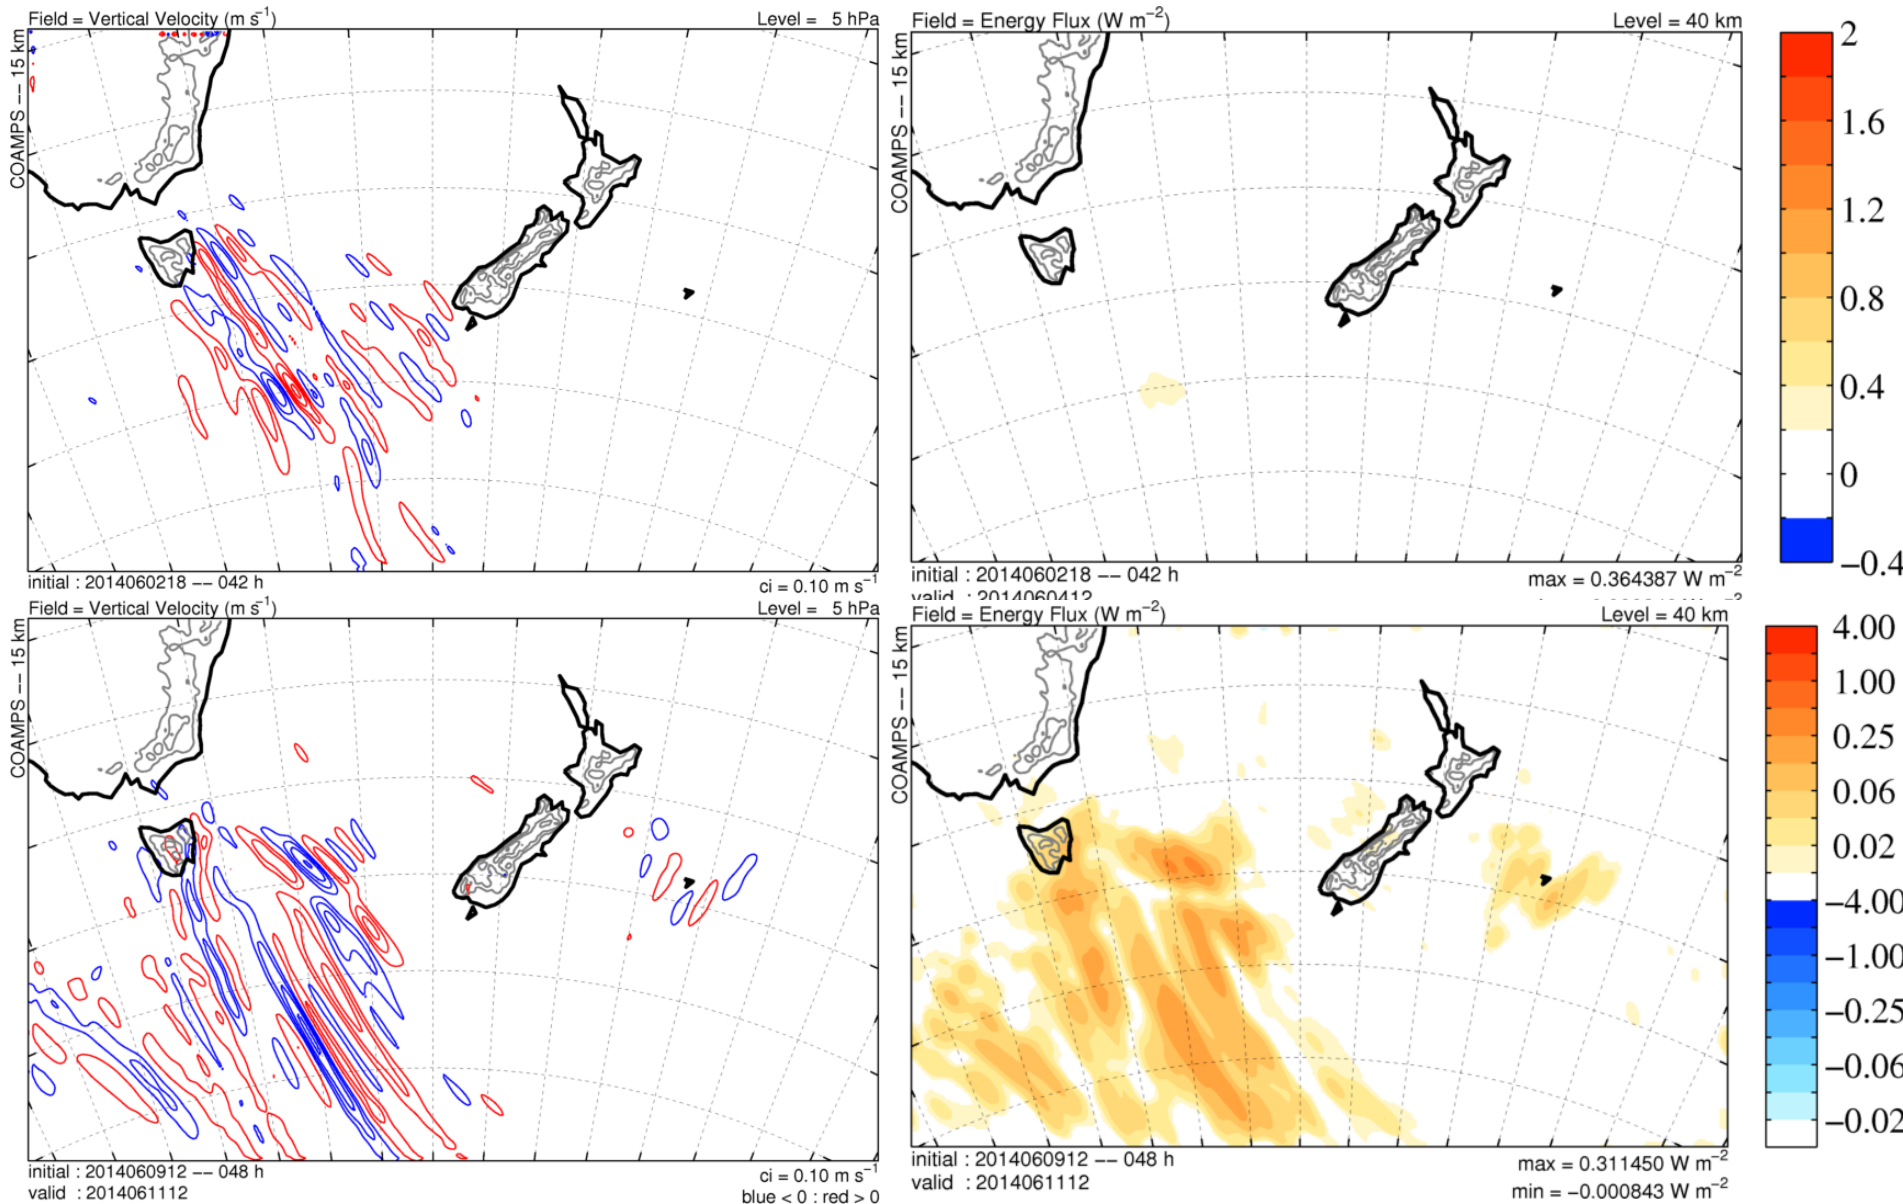 Field = Vertical Velocity (m s⁻¹)
Level = 5 hPa
COAMPS -- 15 km
initial : 2014060218 -- 042 h
ci = 0.10 m s⁻¹
Field = Energy Flux (W m⁻²)
Level = 40 km
COAMPS -- 15 km
initial : 2014060218 -- 042 h
valid : 2014060412
max = 0.364387 W m⁻²
2
1.6
1.2
0.8
0.4
0
-0.4
Field = Vertical Velocity (m s⁻¹)
Level = 5 hPa
COAMPS -- 15 km
initial : 2014060912 -- 048 h
valid : 2014061112
ci = 0.10 m s⁻¹
blue < 0 : red > 0
Field = Energy Flux (W m⁻²)
Level = 40 km
COAMPS -- 15 km
initial : 2014060912 -- 048 h
valid : 2014061112
max = 0.311450 W m⁻²
min = -0.000843 W m⁻²
4.00
1.00
0.25
0.06
0.02
-4.00
-1.00
-0.25
-0.06
-0.02